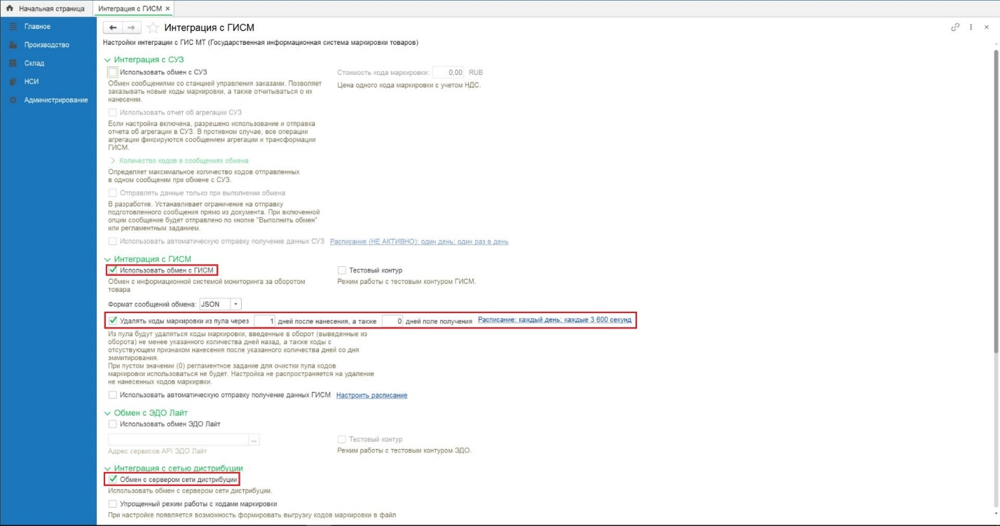 Начальная страница
Интеграция с ГИСМ ×
Главное
Производство
Склад
НСИ
Администрирование
Интеграция с ГИСМ
Настройки интеграции с ГИС МТ (Государственная информационная система маркировки товаров)
Интеграция с СУЗ
Использовать обмен с СУЗ
Стоимость кода маркировки: 0,00 RUB
Обмен сообщениями со станцией управления заказами. Позволяет
заказывать новые коды маркировки, а также отчитываться о их
нанесении.
Цена одного кода маркировки с учетом НДС.
Использовать отчет об агрегации СУЗ
Если настройка включена, разрешено использование и отправка
отчета об агрегации в СУЗ. В противном случае, все операции
агрегации фиксируются сообщением агрегации и трансформации
ГИСМ.
Количество кодов в сообщениях обмена
Определяет максимальное количество кодов отправленных
в одном сообщении при обмене с СУЗ.
Отправлять данные только при выполнении обмена
В разработке. Устанавливает ограничение на отправку
подготовленного сообщения прямо из документа. При включенной
опции сообщение будет отправлено по кнопке "Выполнить обмен"
или регламентным заданием.
Использовать автоматическую отправку получение данных СУЗ Расписание (НЕ АКТИВНО): один день; один раз в день
Интеграция с ГИСМ
Использовать обмен с ГИСМ
Тестовый контур
Обмен с информационной системой мониторинга за оборотом
товара
Режим работы с тестовым контуром ГИСМ.
Формат сообщений обмена: JSON
Удалять коды маркировки из пула через 1 дней после нанесения, а также 0 дней поле получения Расписание: каждый день; каждые 3 600 секунд
Из пула будут удаляться коды маркировки, введенные в оборот (выведенные из
оборота) не менее указанного количества дней назад, а также коды с
отсуствующем признаком нанесения после указанного количества дней со дня
эммитирования.
При пустом значении (0) регламентное задание для очистки пула кодов
маркировки использоваться не будет. Настройка не распространяется на удаление
не нанесенных кодов маркирвки.
Использовать автоматическую отправку получение данных ГИСМ Настроить расписание
Обмен с ЭДО Лайт
Использовать обмен ЭДО Лайт
...
Тестовый контур
Адрес сервисов API ЭДО Лайт
Режим работы с тестовым контуром ЭДО.
Интеграция с сетью дистрибуции
Обмен с сервером сети дистрибуции
Использовать обмен с сервером сети дистрибуции.
Упрощенный режим работы с кодами маркировки
При настройке появляется возможность формировать выгрузку кодов маркировки в файл